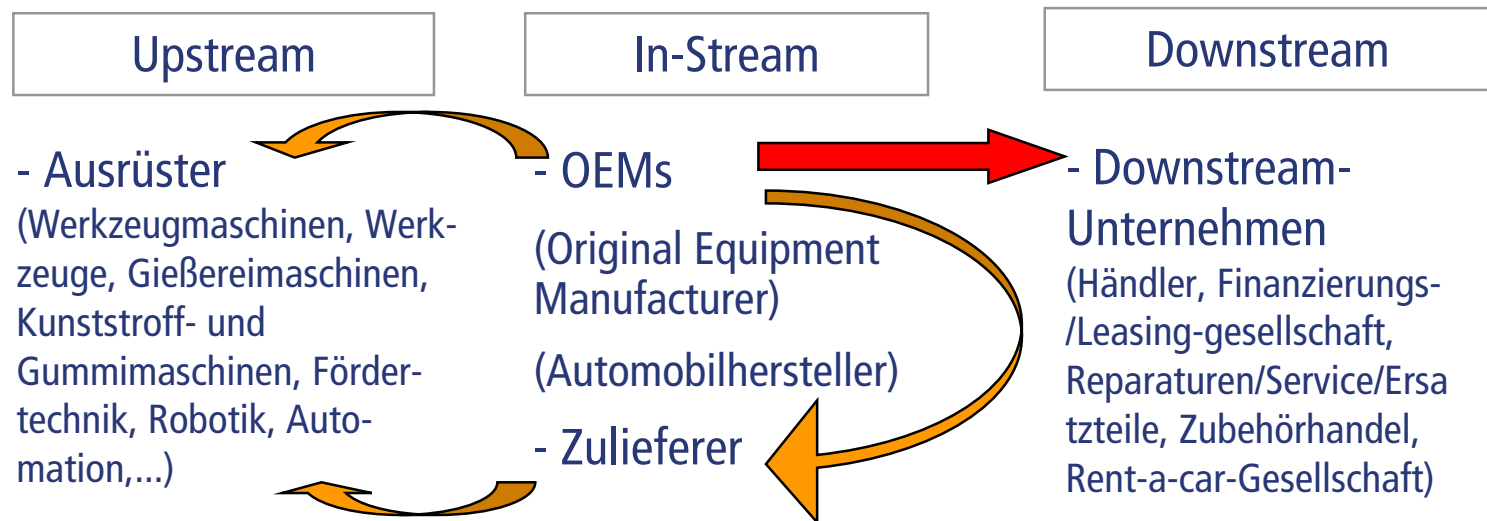 Upstream
In-Stream
Downstream
- Ausrüster
(Werkzeugmaschinen, Werk-
zeuge, Gießereimaschinen,
Kunststroff- und
Gummimaschinen, Förder-
technik, Robotik, Auto-
mation,...)
- OEMs
(Original Equipment
Manufacturer)
(Automobilhersteller)
- Zulieferer
- Downstream-
Unternehmen
(Händler, Finanzierungs-
/Leasing-gesellschaft,
Reparaturen/Service/Ersa
tzteile, Zubehörhandel,
Rent-a-car-Gesellschaft)